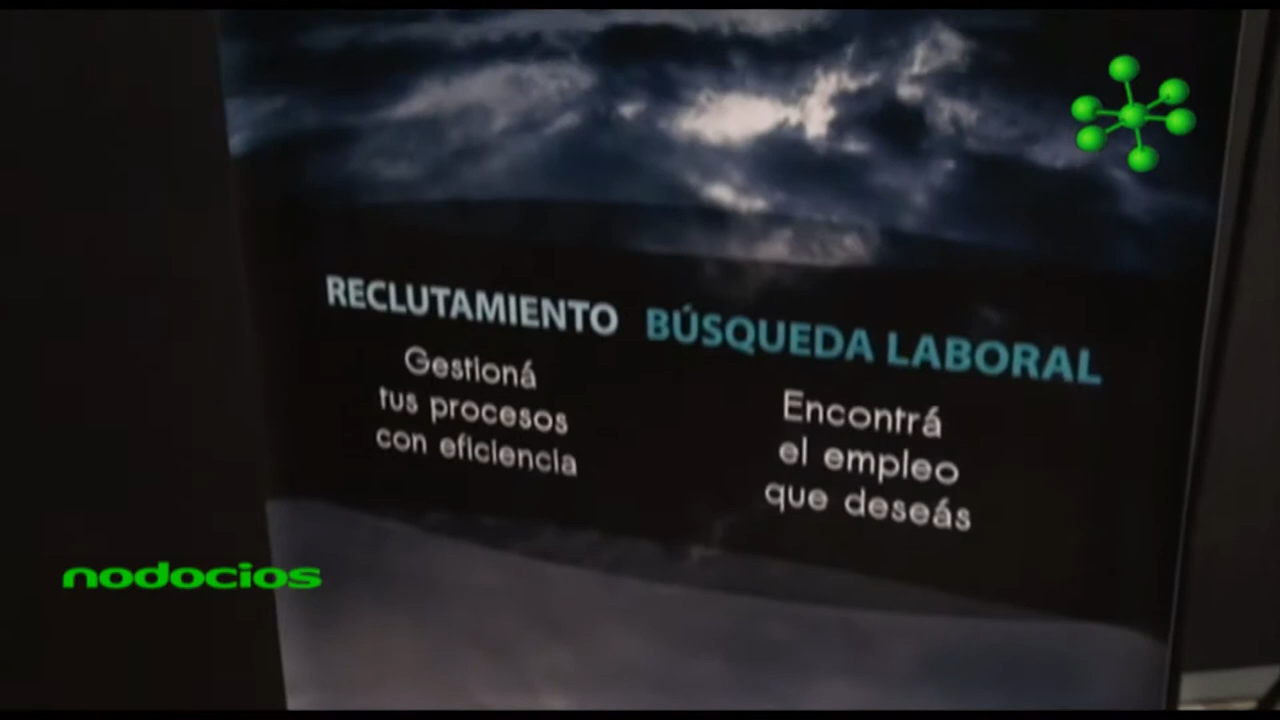 RECLUTAMIENTO
Gestioná
tus procesos
con eficiencia
BÚSQUEDA LABORAL
Encontrá
el empleo
que deseás
nodocios